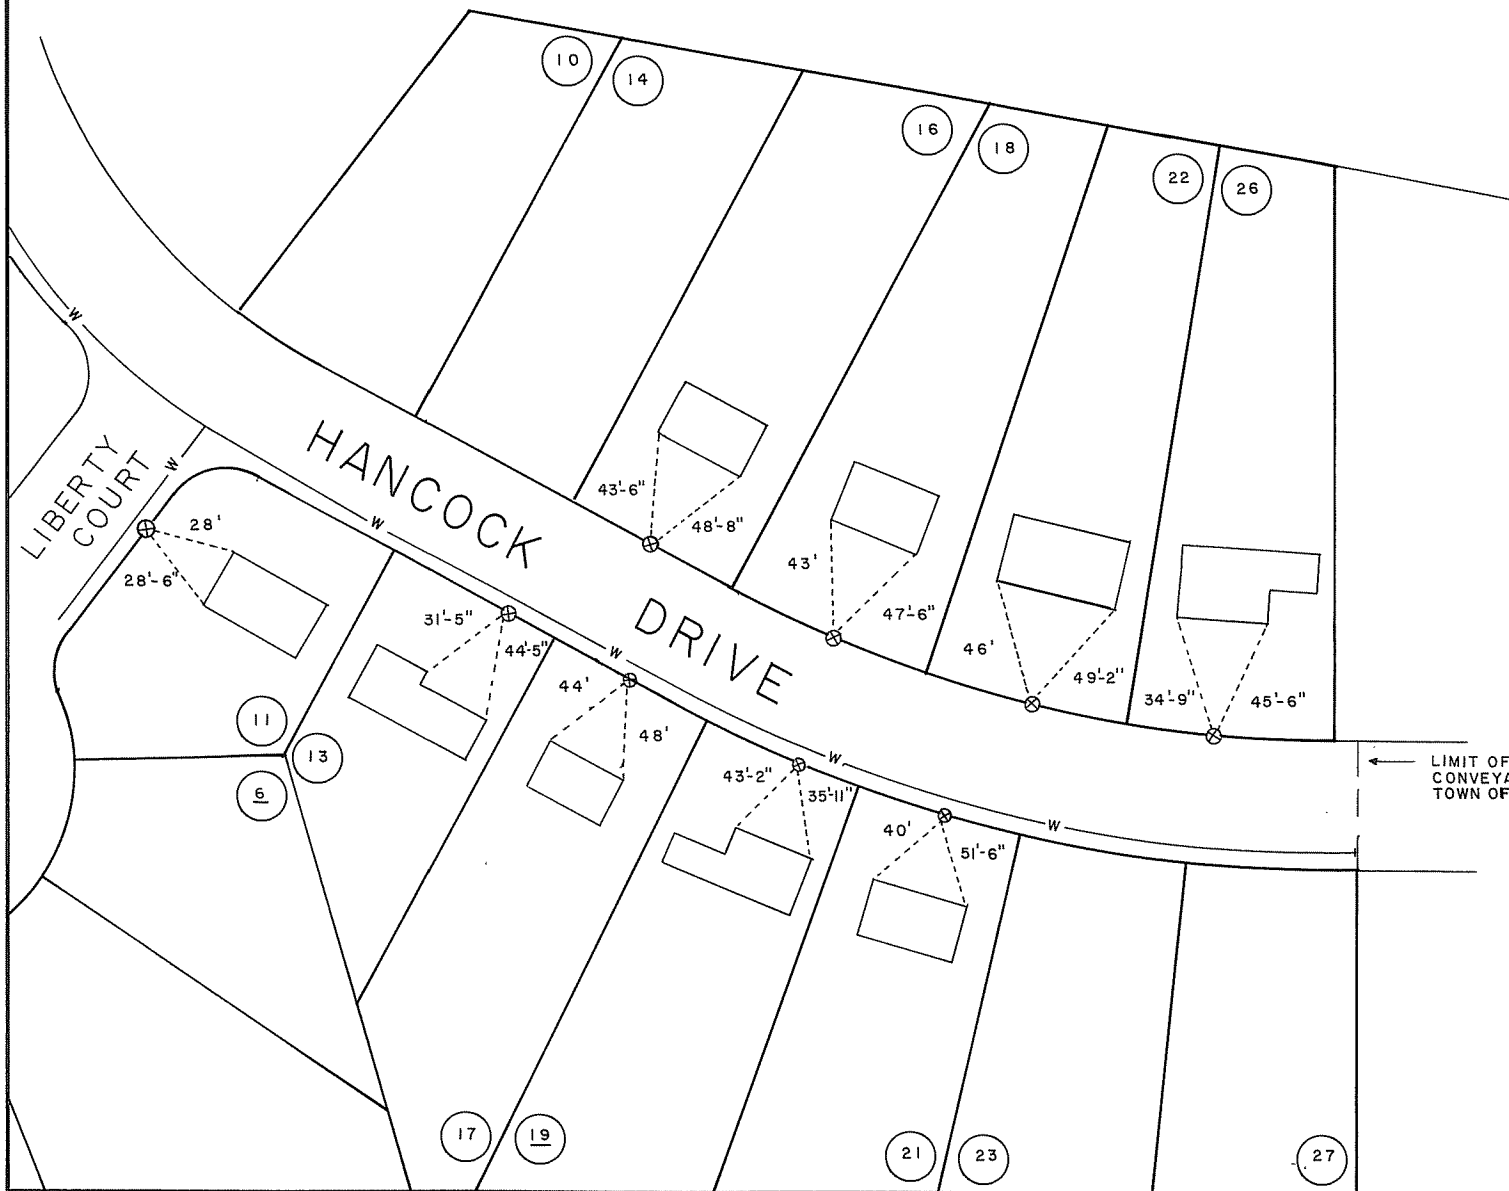 10
14
16
18
22
26
W
LIBERTY
COURT
W
HANCOCK
DRIVE
W
W
W
W
28'
28'-6"
43'-6"
48'-8"
43'
47'-6"
46'
49'-2"
34'-9"
45'-6"
31'-5"
44'-5"
44'
48'
43'-2"
35'-11"
40'
51'-6"
LIMIT OF
CONVEYA
TOWN OF
11
13
6
17
19
21
23
27